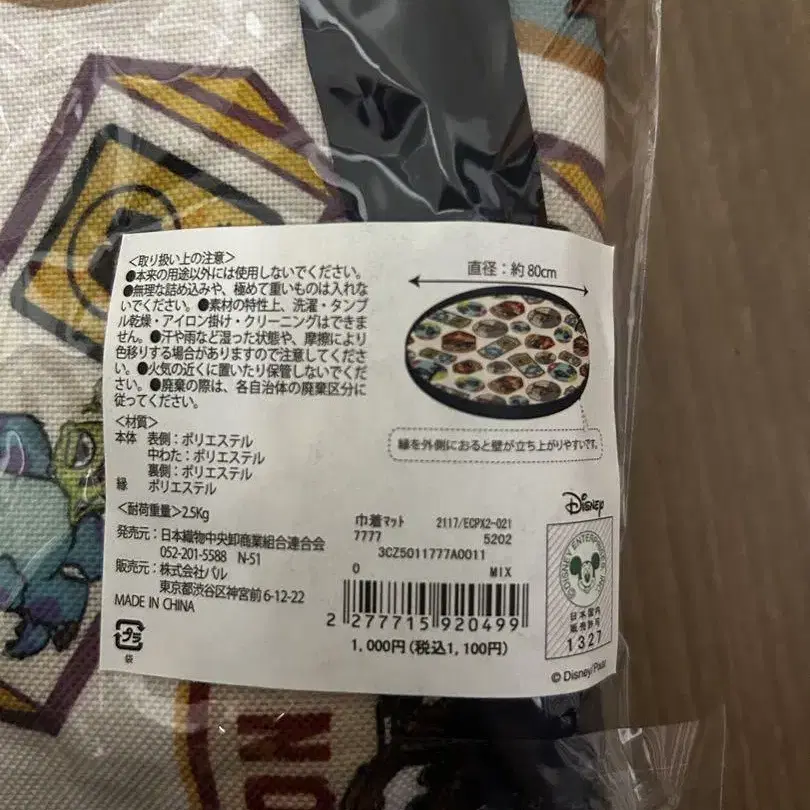 <取り扱い上の注意>
●本来の用途以外には使用しないでください。
●無理な詰め込みや、極めて重いものは入れな
いでください。●素材の特性上、洗濯・タンブ
ル乾燥・アイロン掛け・クリーニングはできま
せん。●汗や雨など湿った状態や、摩擦により
色移りする場合がありますので注意してくださ
い。●火気の近くに置いたり保管しないでくだ
さい。●廃棄の際は、各自治体の廃棄区分に
従ってください。
<材質>
本体 表側:ポリエステル
中わた:ポリエステル
裏側:ポリエステル
縁 ポリエステル
<耐荷重量>2.5Kg
発売元:日本織物中央卸商業組合連合会
052-201-5588 N-51
販売元:株式会社パル
東京都渋谷区神宮前6-12-22
MADE IN CHINA
プラ
袋
直径:約80cm
縁を外側におると壁が立ち上がりやすいです。
巾着マット 2117/ECPX2-021
7777 5202
3CZ5011777A0011
0 MIX
2 277715 920499
1,000円(税込1,100円)
Disney
DISNEY ENTERPRISES, INC.
日本国内
販売許可
1327
© Disney/Pixar
NO